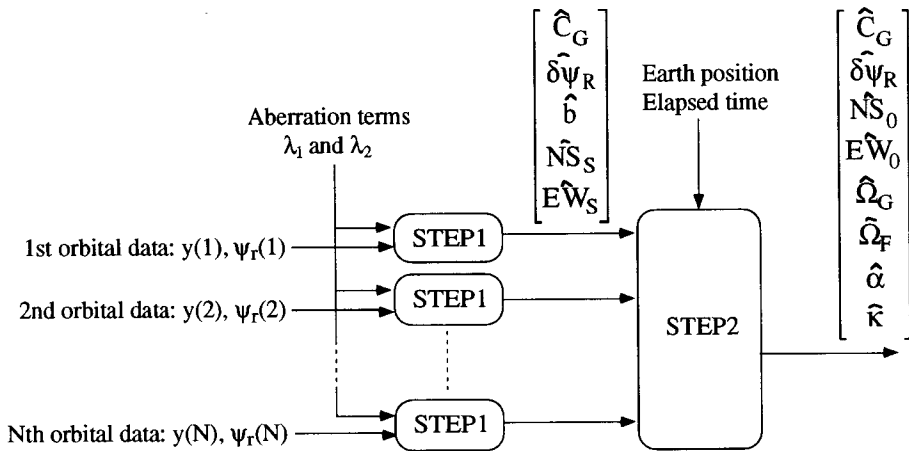 Ĉ_G
δψ̂_R
b̂
NŜ_S
EŴ_S
Earth position
Elapsed time
Ĉ_G
δψ̂_R
NŜ_0
EŴ_0
Ω̂_G
Ω̂_F
α̂
κ̂
Aberration terms
λ₁ and λ₂
1st orbital data: y(1), ψ_r(1)
STEP1
2nd orbital data: y(2), ψ_r(2)
STEP1
STEP2
Nth orbital data: y(N), ψ_r(N)
STEP1